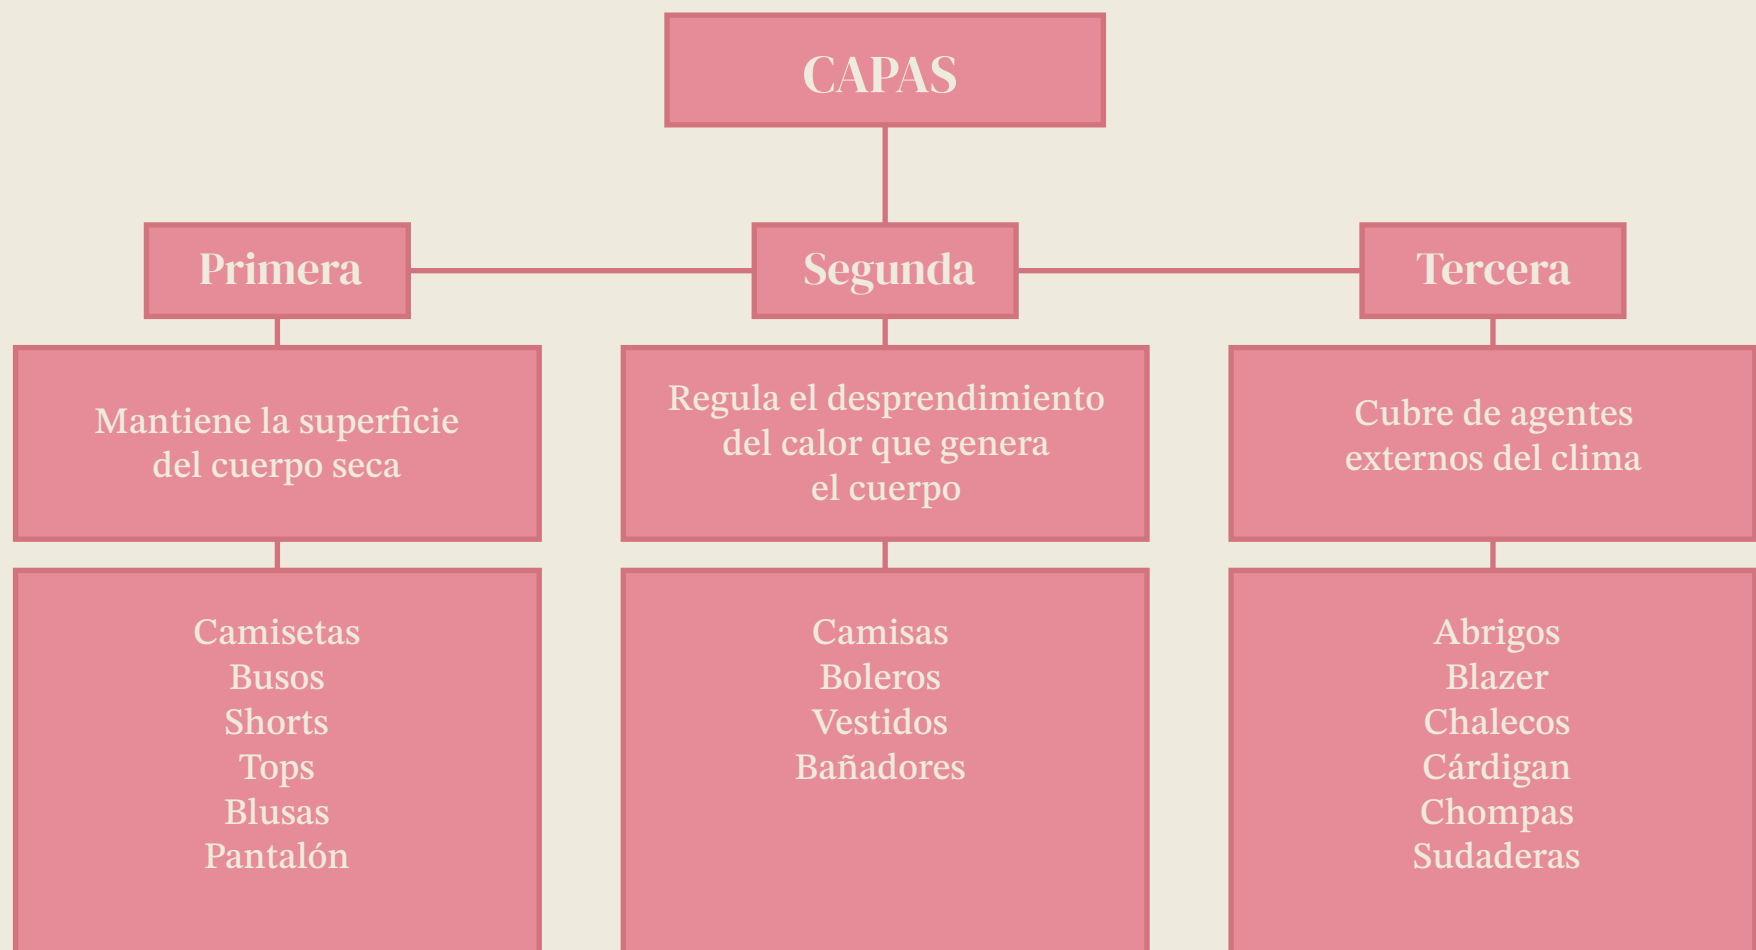 CAPAS
Primera
Segunda
Tercera
Mantiene la superficie
del cuerpo seca
Regula el desprendimiento
del calor que genera
el cuerpo
Cubre de agentes
externos del clima
Camisetas
Busos
Shorts
Tops
Blusas
Pantalón
Camisas
Boleros
Vestidos
Bañadores
Abrigos
Blazer
Chalecos
Cárdigan
Chompas
Sudaderas